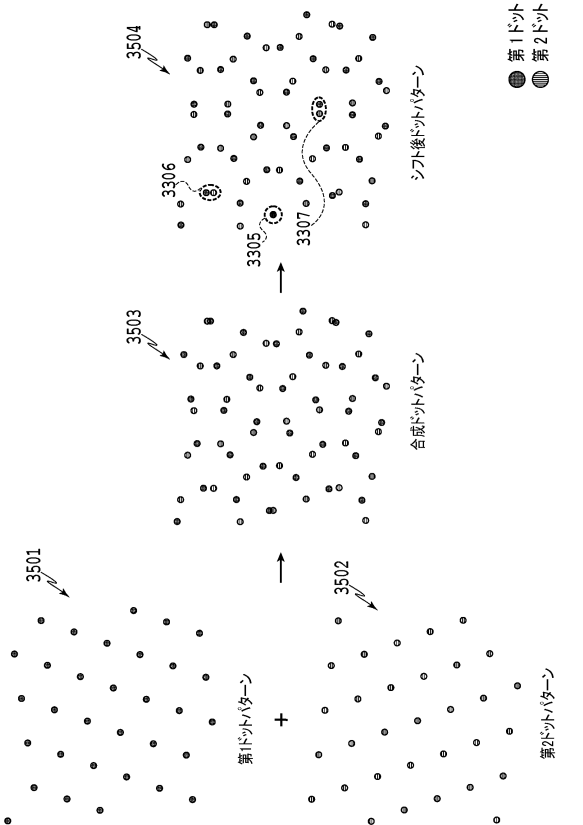 3501
第1ドットパターン
+
3502
第2ドットパターン
3503
合成ドットパターン
3504
3306
3305
3307
シフト後ドットパターン
第1ドット
第2ドット